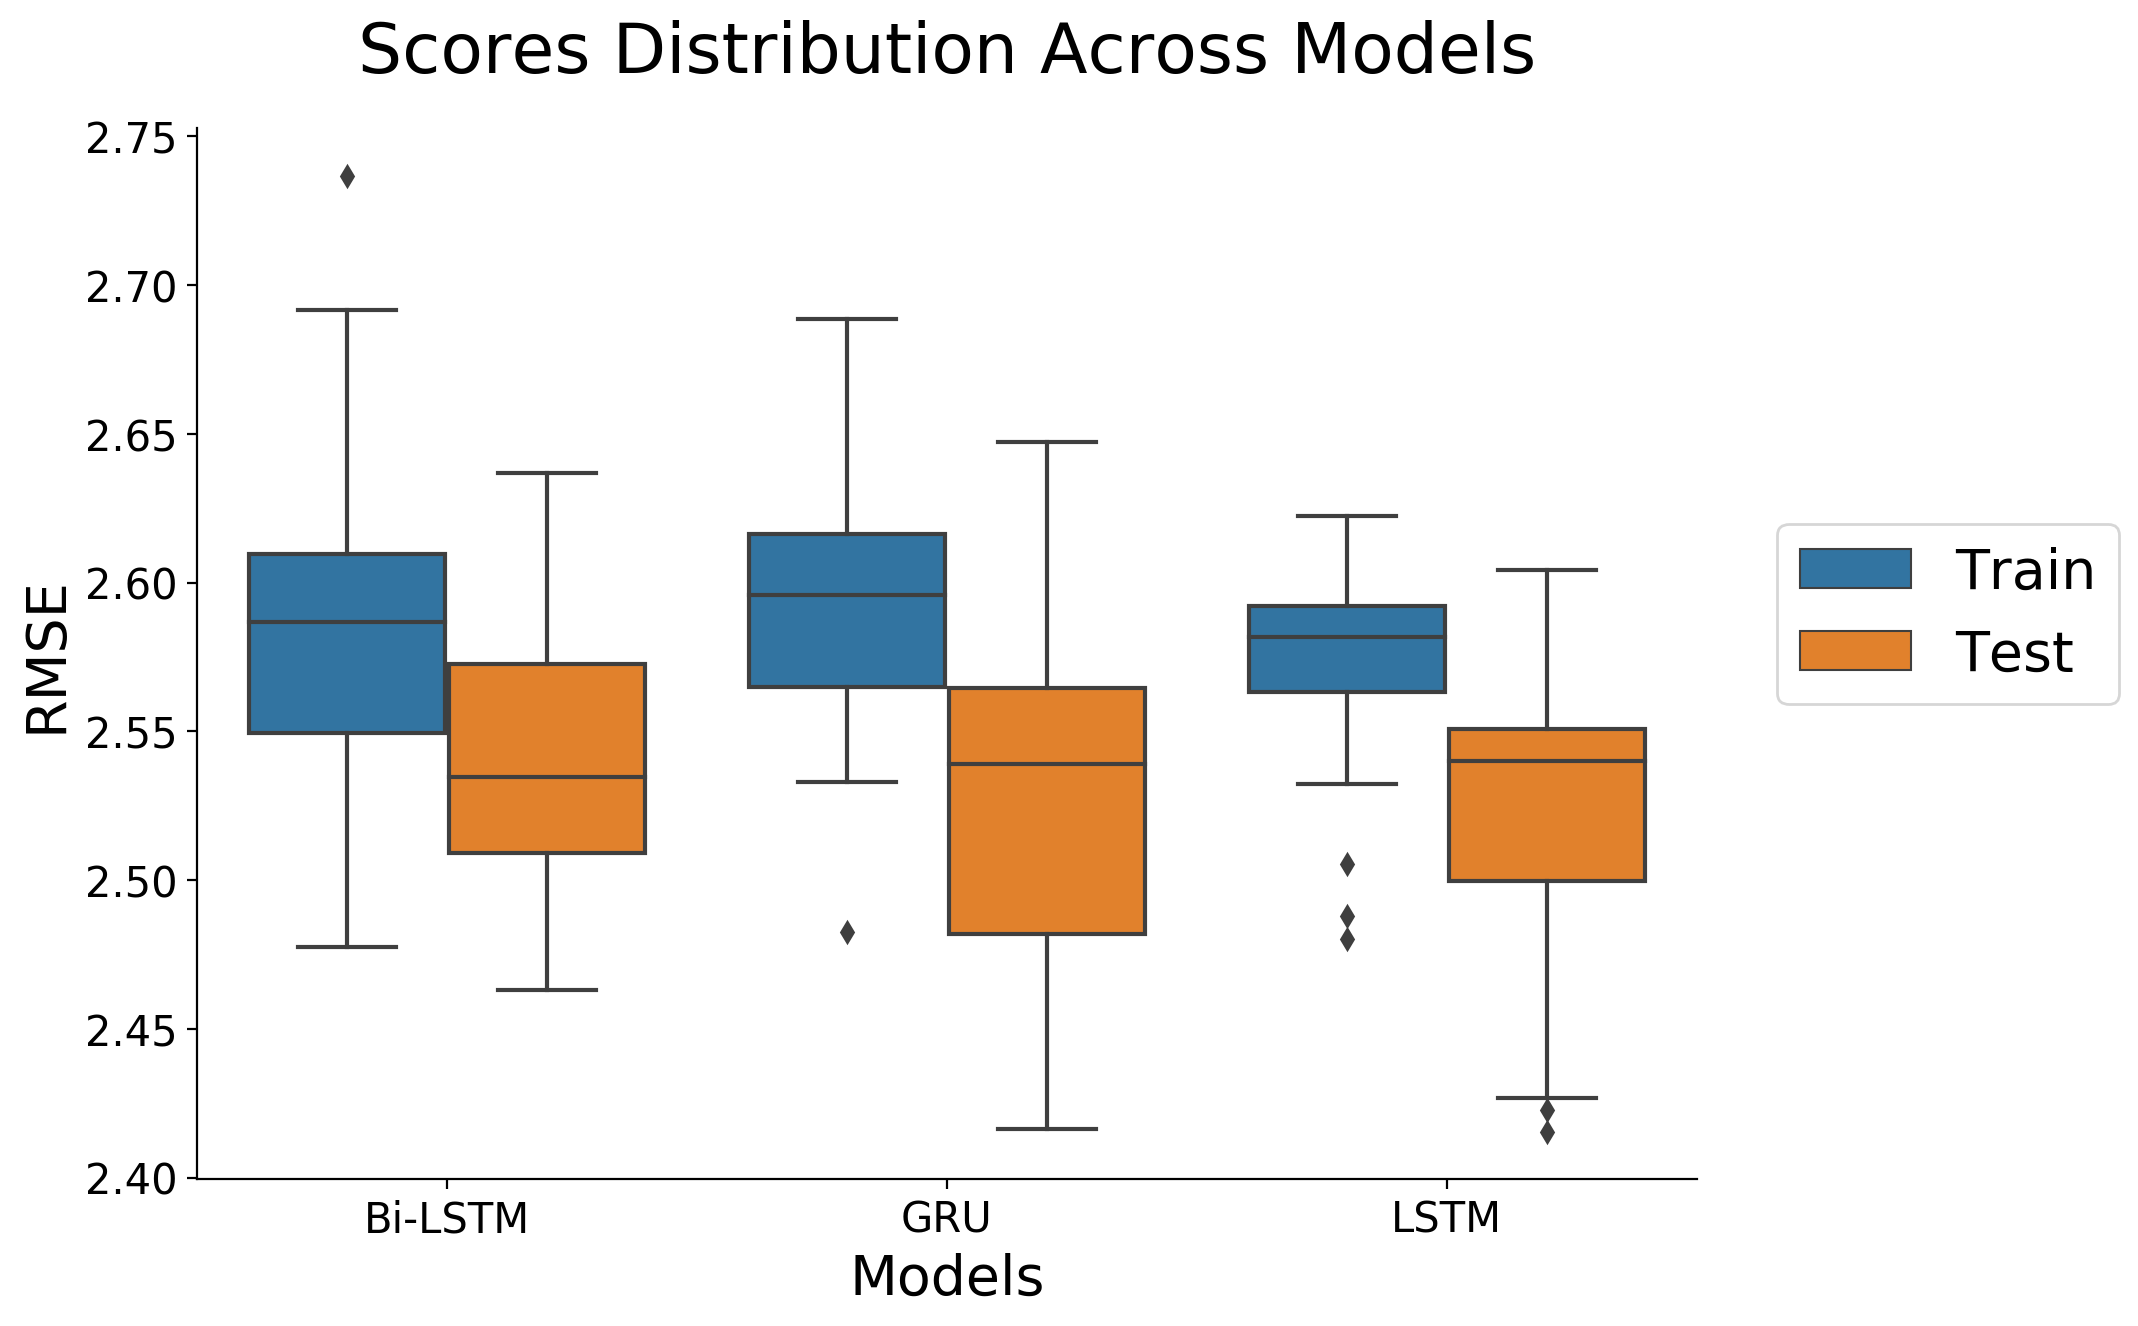 Scores Distribution Across Models
2.75
2.70
2.65
2.60
2.55
2.50
2.45
2.40
RMSE
Bi-LSTM
GRU
LSTM
Models
Train
Test